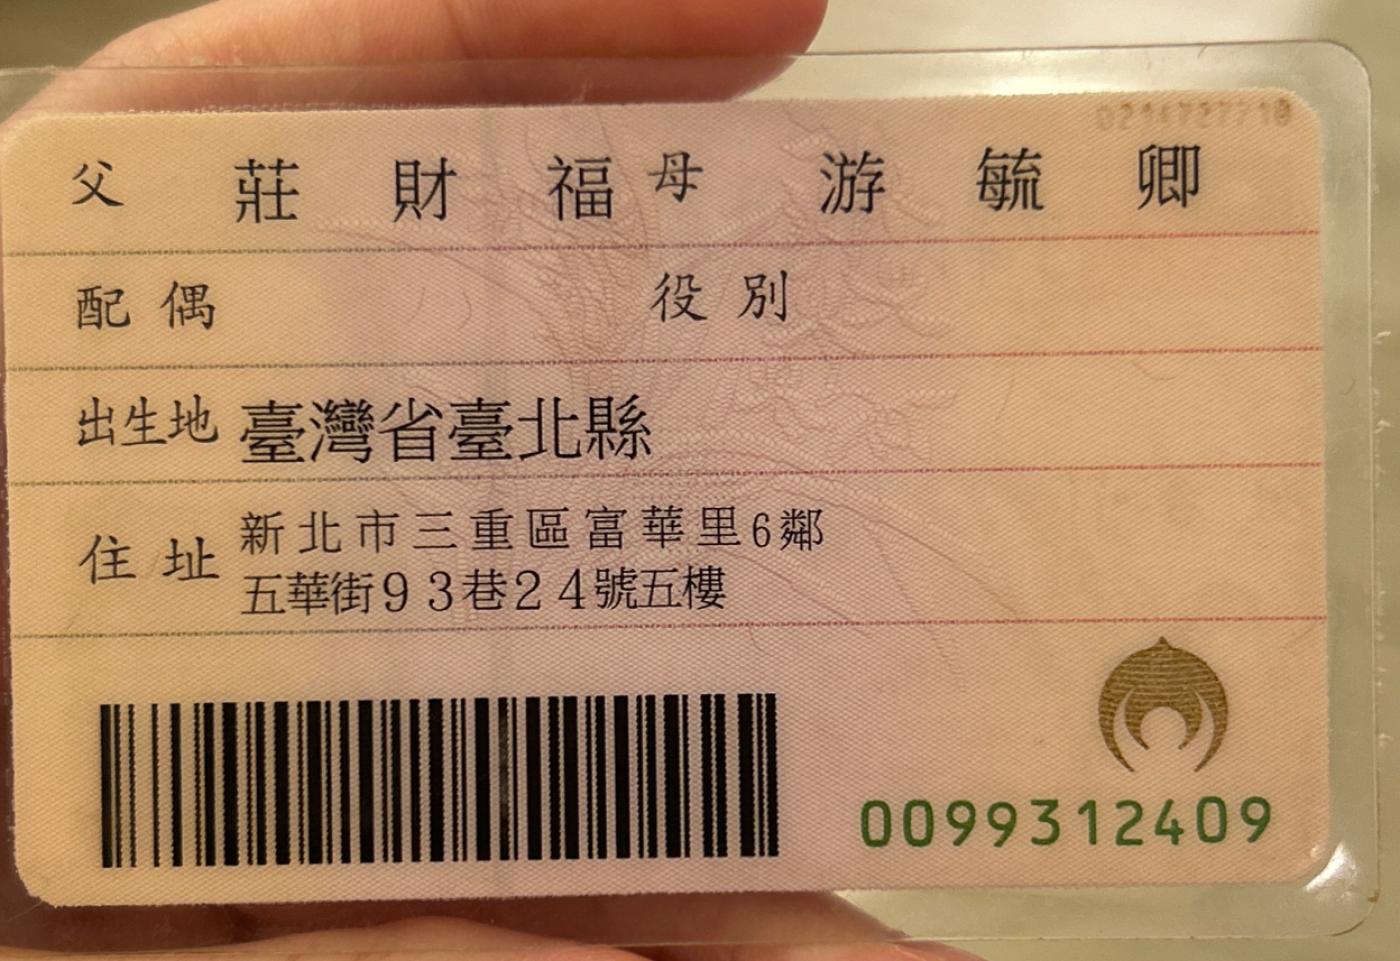 0214727710
父 莊 財 福 母 游 毓 卿
配 偶 役 別
出生地 臺灣省臺北縣
住 址 新北市三重區富華里6鄰
五華街93巷24號五樓
0099312409